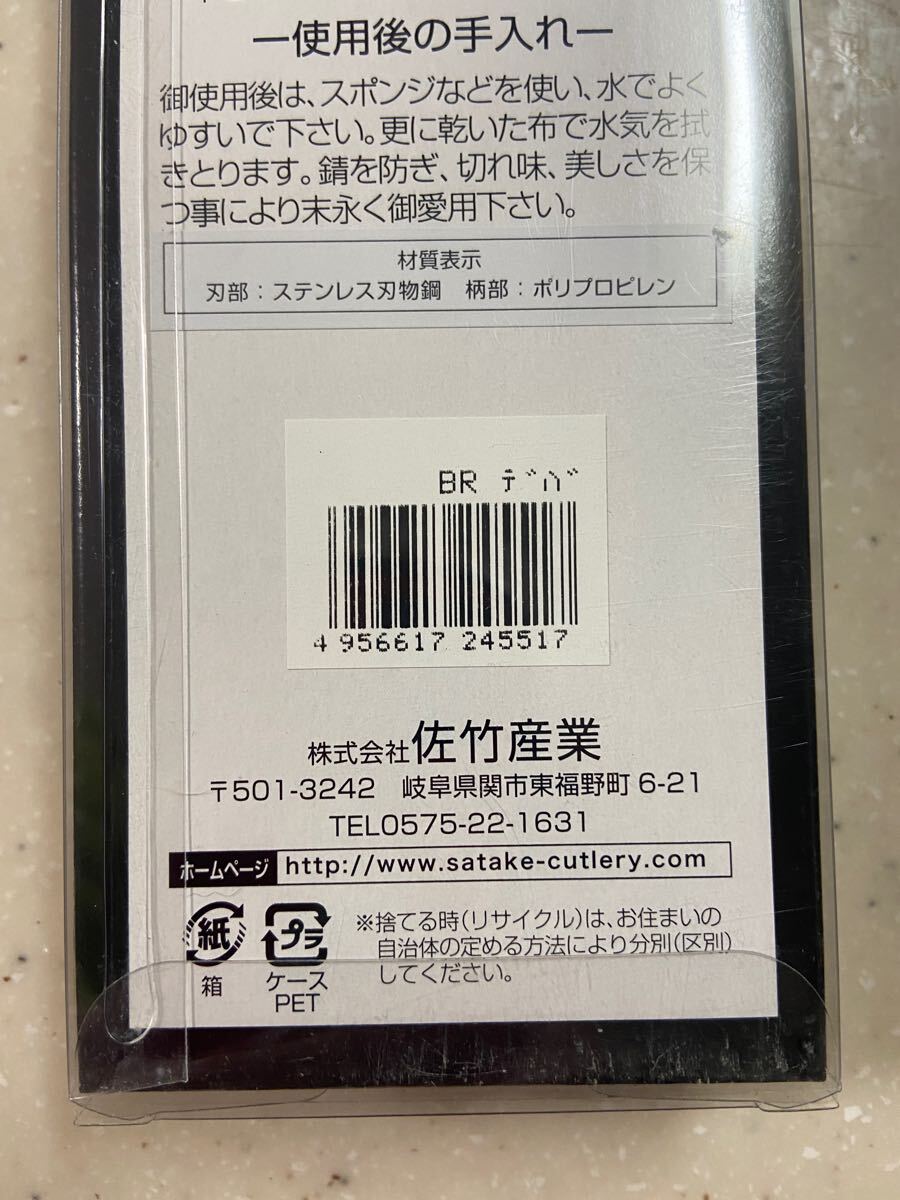 ー使用後の手入れー
御使用後は、スポンジなどを使い、水でよく
ゆすいで下さい。更に乾いた布で水気を拭
きとります。錆を防ぎ、切れ味、美しさを保
つ事により末永く御愛用下さい。
材質表示
刃部：ステンレス刃物鋼　柄部：ポリプロピレン
BR ﾃﾞﾊﾞ
4 956617 245517
株式会社 佐竹産業
〒501-3242　岐阜県関市東福野町 6-21
TEL0575-22-1631
ホームページ http://www.satake-cutlery.com
紙 プラ
箱 ケース
PET
※捨てる時(リサイクル)は、お住まいの
自治体の定める方法により分別(区別)
してください。